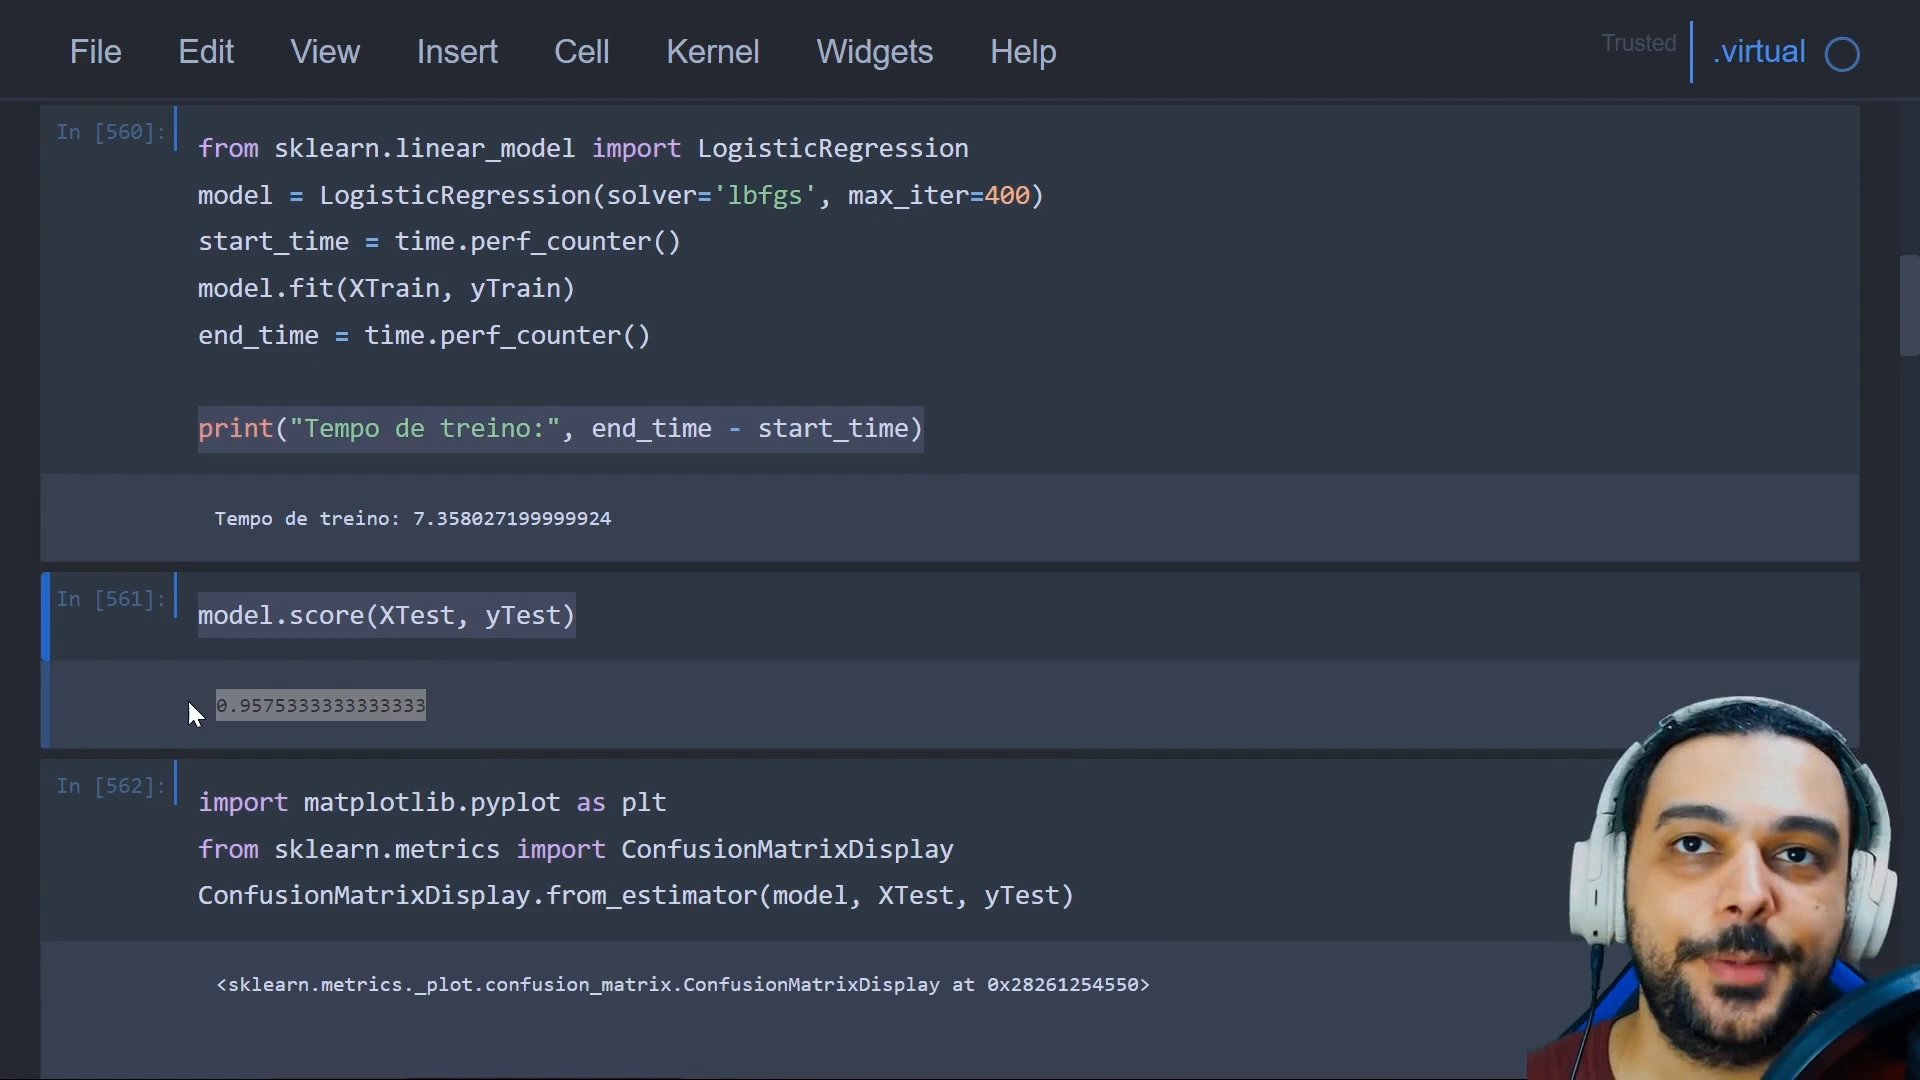 File Edit View Insert Cell Kernel Widgets Help Trusted .virtual
In [560]:
from sklearn.linear_model import LogisticRegression
model = LogisticRegression(solver='lbfgs', max_iter=400)
start_time = time.perf_counter()
model.fit(XTrain, yTrain)
end_time = time.perf_counter()
print("Tempo de treino:", end_time - start_time)
Tempo de treino: 7.358027199999924
In [561]:
model.score(XTest, yTest)
0.9575333333333333
In [562]:
import matplotlib.pyplot as plt
from sklearn.metrics import ConfusionMatrixDisplay
ConfusionMatrixDisplay.from_estimator(model, XTest, yTest)
<sklearn.metrics._plot.confusion_matrix.ConfusionMatrixDisplay at 0x28261254550>